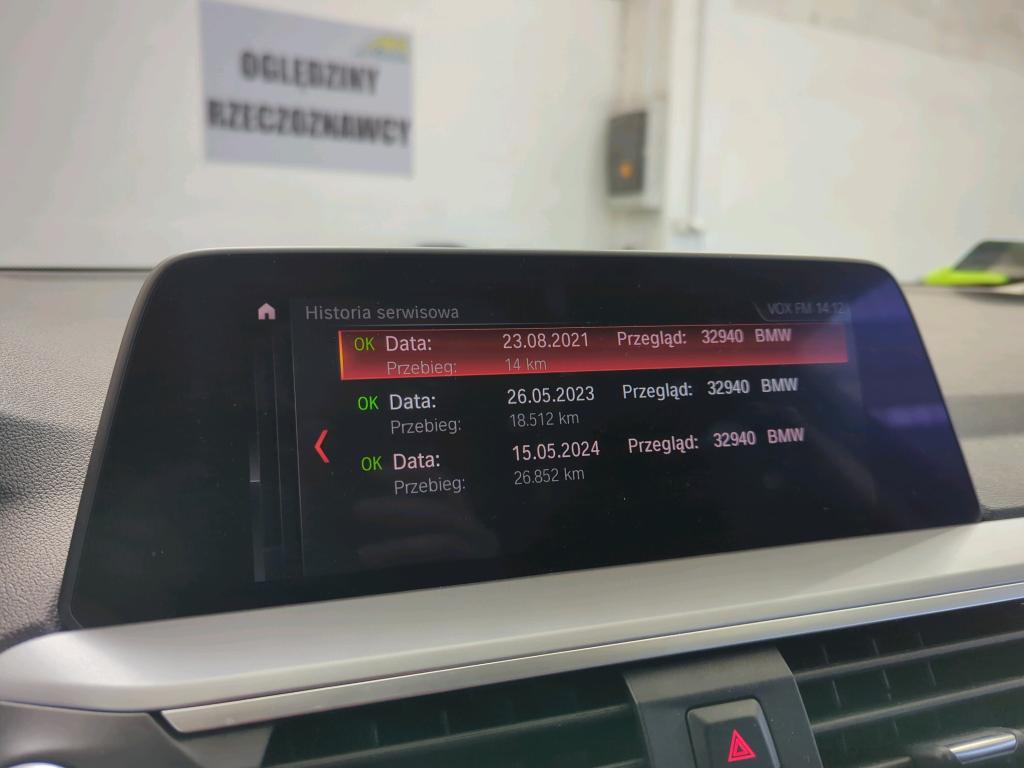 OGLĘDZINY
RZECZOZNAWCY
Historia serwisowa VOX FM 14:12
OK Data: 23.08.2021 Przegląd: 32940 BMW
Przebieg: 14 km
OK Data: 26.05.2023 Przegląd: 32940 BMW
Przebieg: 18.512 km
OK Data: 15.05.2024 Przegląd: 32940 BMW
Przebieg: 26.852 km